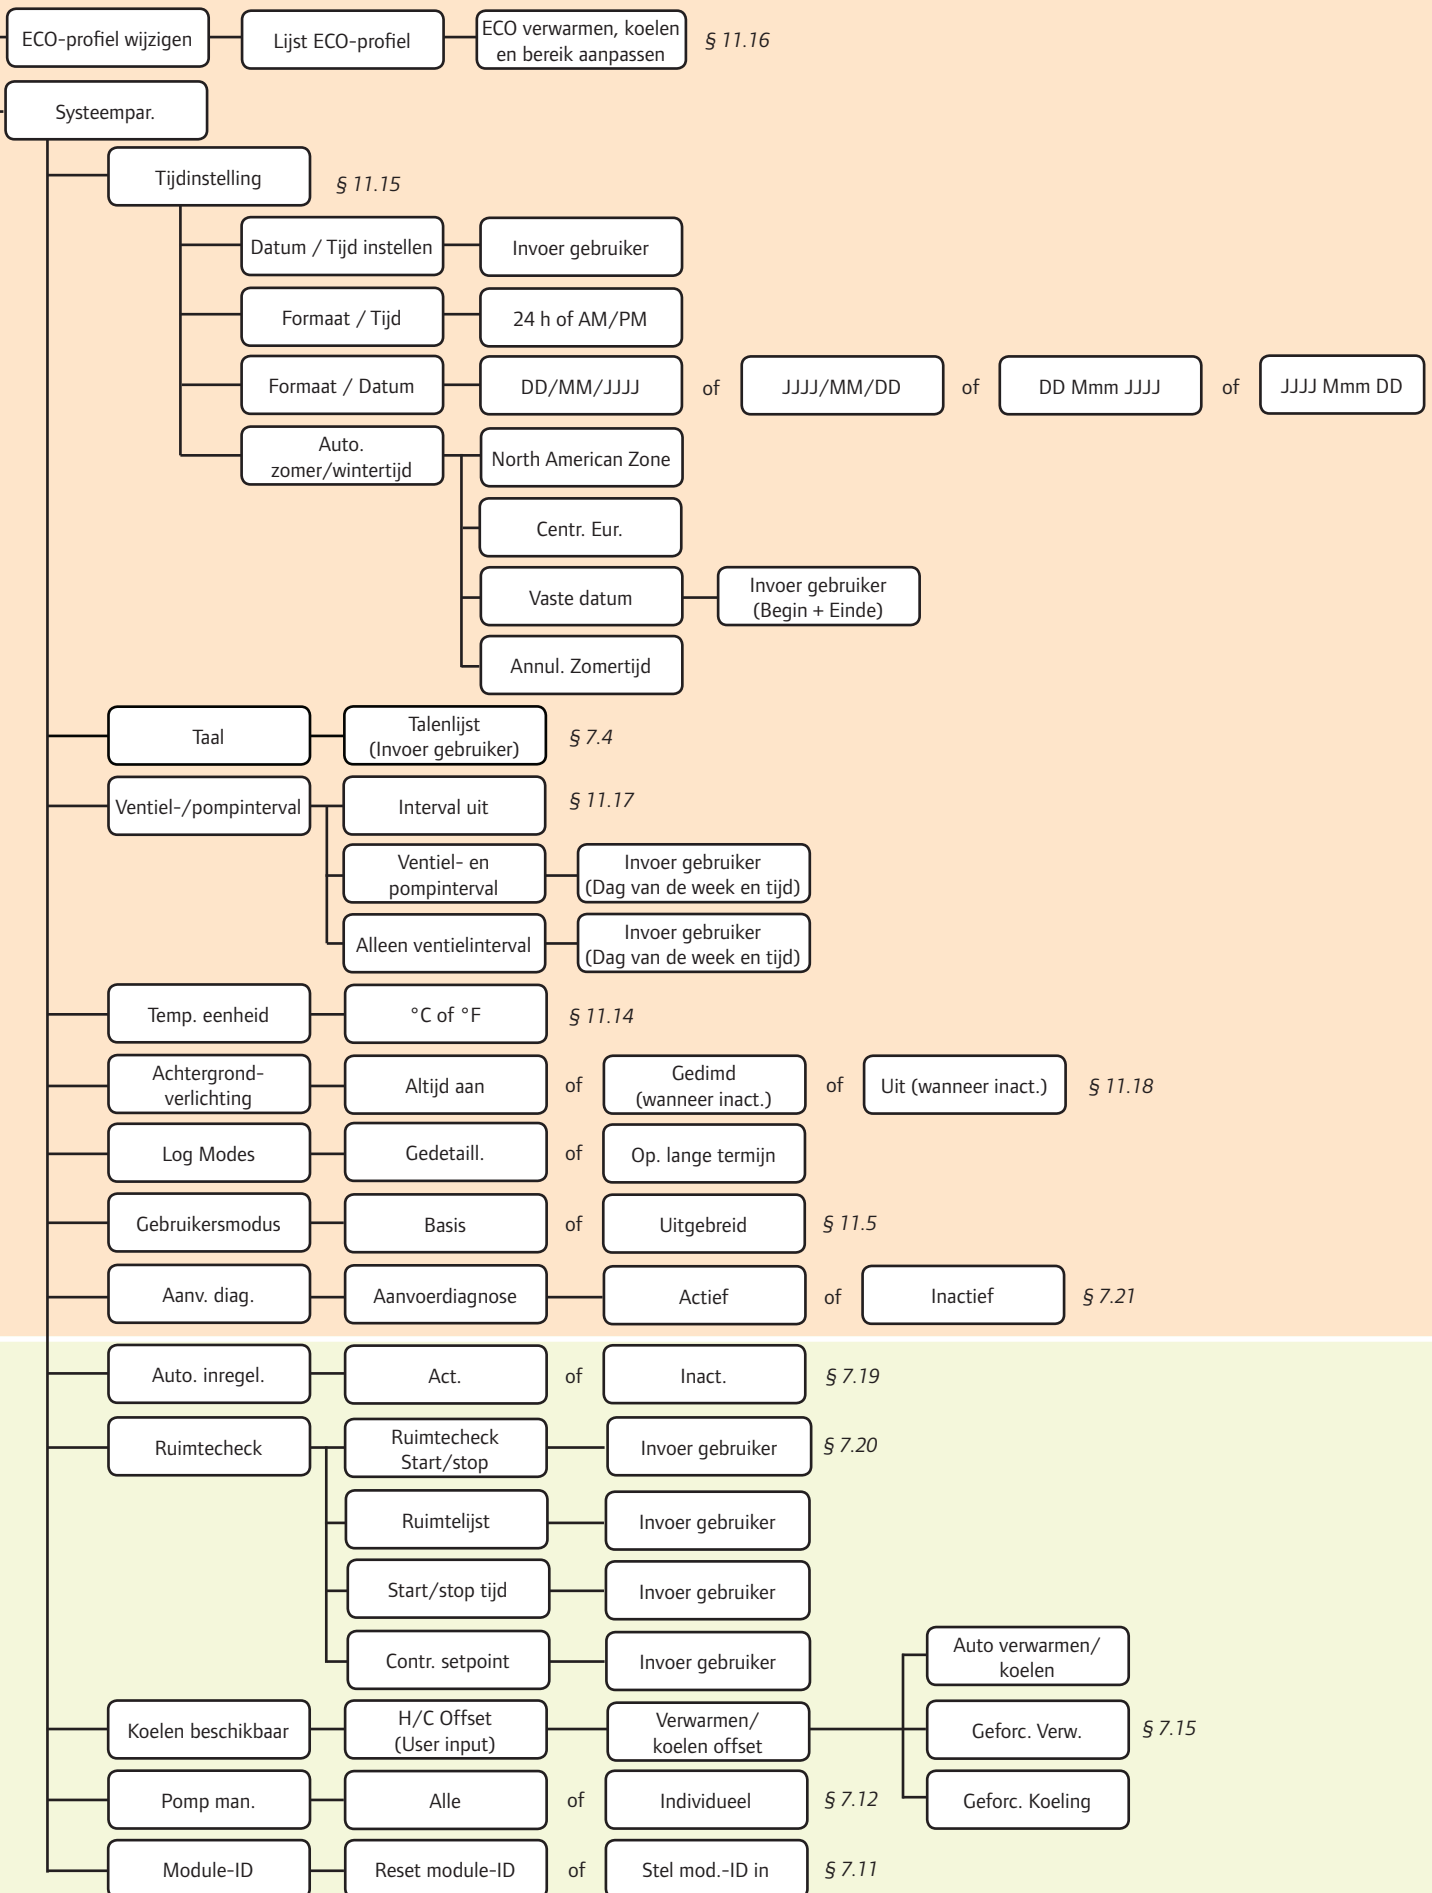 ECO-profiel wijzigen
Lijst ECO-profiel
ECO verwarmen, koelen
en bereik aanpassen
§ 11.16
Systeempar.
Tijdinstelling
§ 11.15
Datum / Tijd instellen
Invoer gebruiker
Formaat / Tijd
24 h of AM/PM
Formaat / Datum
DD/MM/JJJJ
of
JJJJ/MM/DD
of
DD Mmm JJJJ
of
JJJJ Mmm DD
Auto.
zomer/wintertijd
North American Zone
Centr. Eur.
Vaste datum
Invoer gebruiker
(Begin + Einde)
Annul. Zomertijd
Taal
Talenlijst
(Invoer gebruiker)
§ 7.4
Ventiel-/pompinterval
Interval uit
§ 11.17
Ventiel- en
pompinterval
Invoer gebruiker
(Dag van de week en tijd)
Alleen ventielinterval
Invoer gebruiker
(Dag van de week en tijd)
Temp. eenheid
°C of °F
§ 11.14
Achtergrond-
verlichting
Altijd aan
of
Gedimd
(wanneer inact.)
of
Uit (wanneer inact.)
§ 11.18
Log Modes
Gedetaill.
of
Op. lange termijn
Gebruikersmodus
Basis
of
Uitgebreid
§ 11.5
Aanv. diag.
Aanvoerdiagnose
Actief
of
Inactief
§ 7.21
Auto. inregel.
Act.
of
Inact.
§ 7.19
Ruimtecheck
Ruimtecheck
Start/stop
Invoer gebruiker
§ 7.20
Ruimtelijst
Invoer gebruiker
Start/stop tijd
Invoer gebruiker
Contr. setpoint
Invoer gebruiker
Auto verwarmen/
koelen
Koelen beschikbaar
H/C Offset
(User input)
Verwarmen/
koelen offset
Geforc. Verw.
§ 7.15
Pomp man.
Alle
of
Individueel
§ 7.12
Geforc. Koeling
Module-ID
Reset module-ID
of
Stel mod.-ID in
§ 7.11